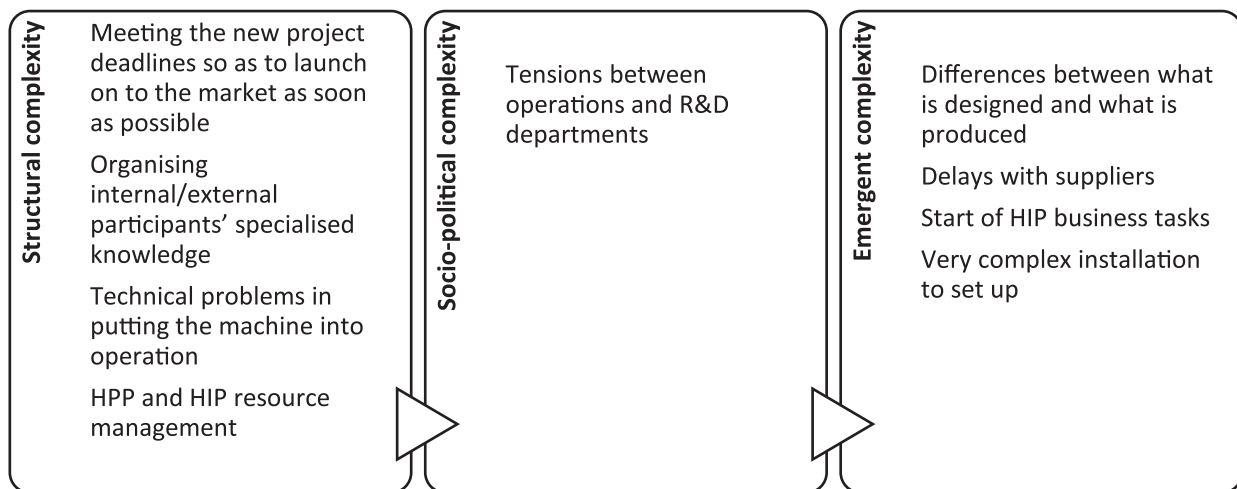 Structural complexity
Meeting the new project
deadlines so as to launch
on to the market as soon
as possible
Organising
internal/external
participants’ specialised
knowledge
Technical problems in
putting the machine into
operation
HPP and HIP resource
management
Socio-political complexity
Tensions between
operations and R&D
departments
Emergent complexity
Differences between what
is designed and what is
produced
Delays with suppliers
Start of HIP business tasks
Very complex installation
to set up